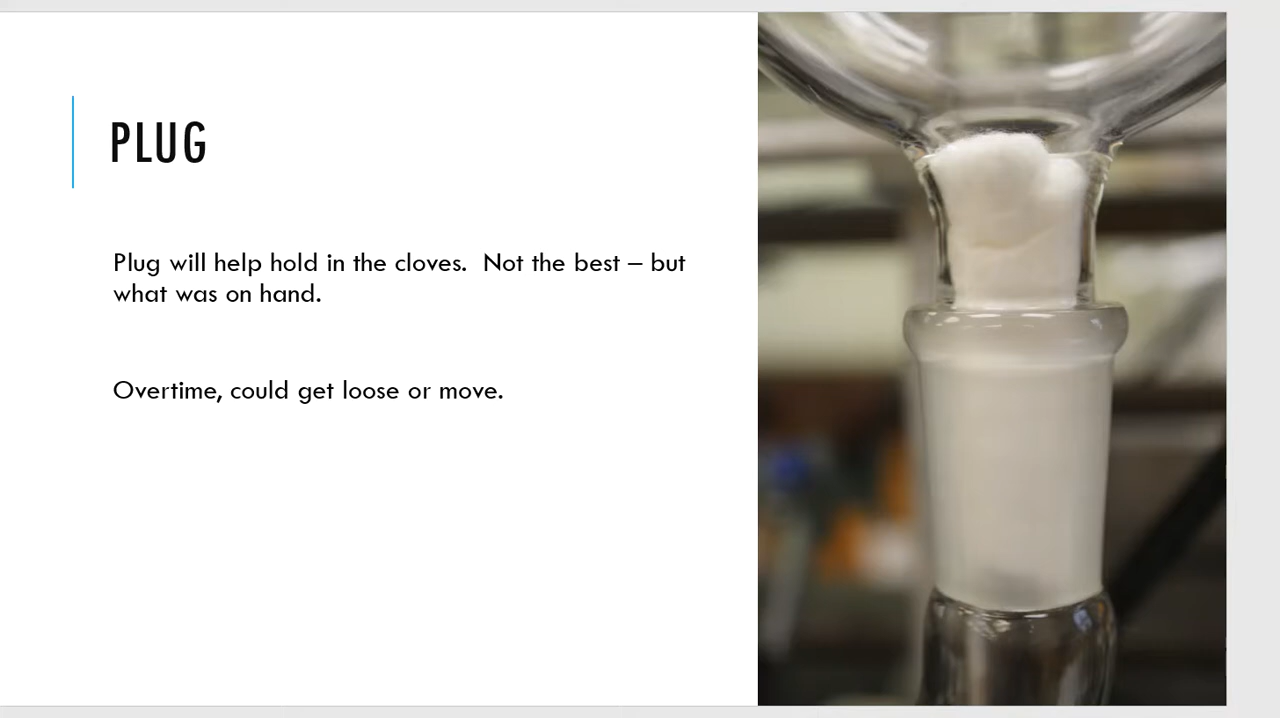 PLUG
Plug will help hold in the cloves.  Not the best – but
what was on hand.
Overtime, could get loose or move.